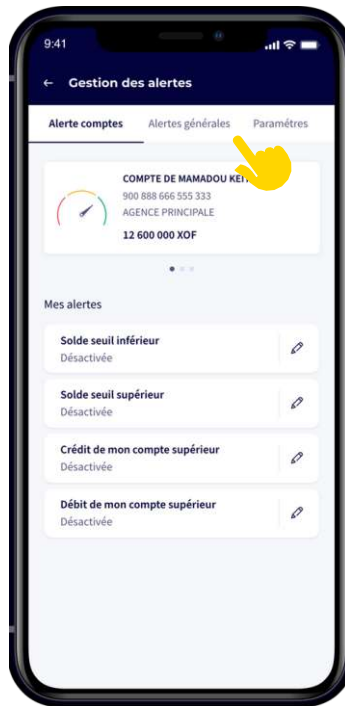 9:41
← Gestion des alertes
Alerte comptes Alertes générales Paramétres
COMPTE DE MAMADOU
900 888 666 555 333
AGENCE PRINCIPALE
12 600 000 XOF
Mes alertes
Solde seuil inférieur
Désactivée
Solde seuil supérieur
Désactivée
Crédit de mon compte supérieur
Désactivée
Débit de mon compte supérieur
Désactivée